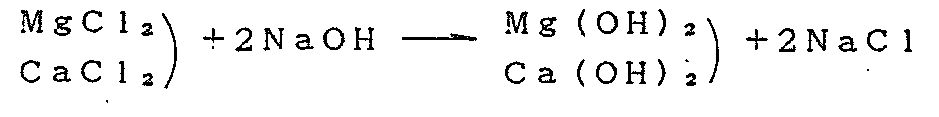 MgCl₂
CaCl₂ ) +2NaOH ⟶ Mg(OH)₂
Ca(OH)₂ ) +2NaCl